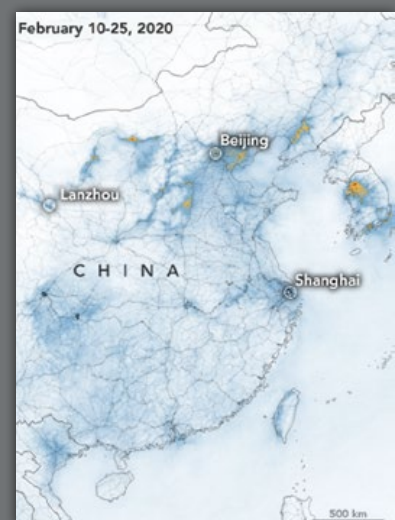 February 10-25, 2020
Beijing
Lanzhou
CHINA
Shanghai
500 km